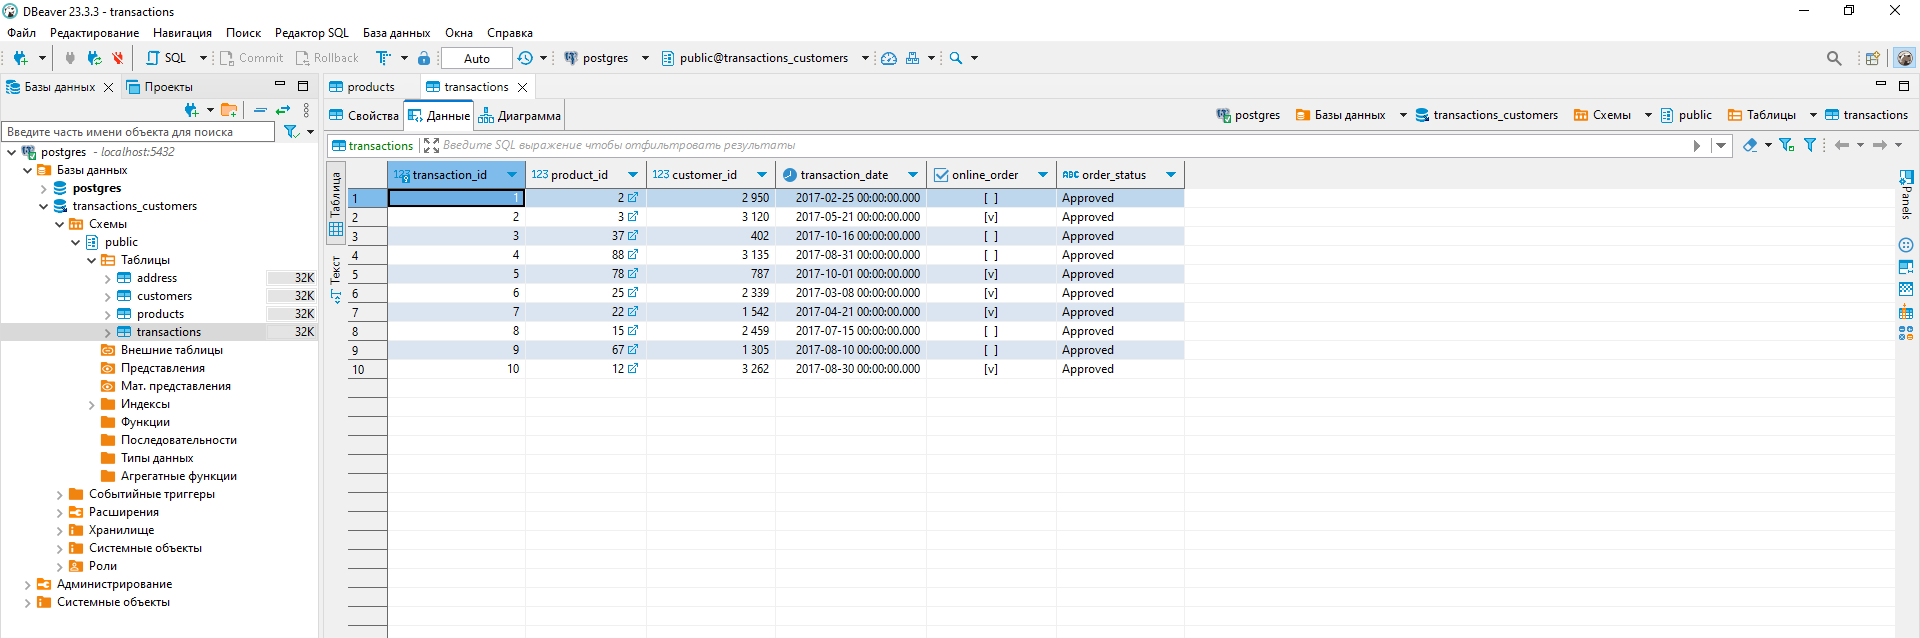 DBeaver 23.3.3 - transactions
Файл Редактирование Навигация Поиск Редактор SQL База данных Окна Справка
SQL Commit Rollback Auto postgres public@transactions_customers
Базы данных Проекты products transactions
Свойства Данные Диаграмма postgres Базы данных transactions_customers Схемы public Таблицы transactions
Введите часть имени объекта для поиска
transactions Введите SQL выражение чтобы отфильтровать результаты
postgres - localhost:5432
Базы данных
postgres
transactions_customers
Схемы
public
Таблицы
address 32K
customers 32K
products 32K
transactions 32K
Внешние таблицы
Представления
Мат. представления
Индексы
Функции
Последовательности
Типы данных
Агрегатные функции
Событийные триггеры
Расширения
Хранилище
Системные объекты
Роли
Администрирование
Системные объекты
Таблица
Текст
123 transaction_id 123 product_id 123 customer_id transaction_date online_order ABC order_status
1 1 2 2 950 2017-02-25 00:00:00.000 [ ] Approved
2 2 3 3 120 2017-05-21 00:00:00.000 [v] Approved
3 3 37 402 2017-10-16 00:00:00.000 [ ] Approved
4 4 88 3 135 2017-08-31 00:00:00.000 [ ] Approved
5 5 78 787 2017-10-01 00:00:00.000 [v] Approved
6 6 25 2 339 2017-03-08 00:00:00.000 [v] Approved
7 7 22 1 542 2017-04-21 00:00:00.000 [v] Approved
8 8 15 2 459 2017-07-15 00:00:00.000 [ ] Approved
9 9 67 1 305 2017-08-10 00:00:00.000 [ ] Approved
10 10 12 3 262 2017-08-30 00:00:00.000 [v] Approved
Panels